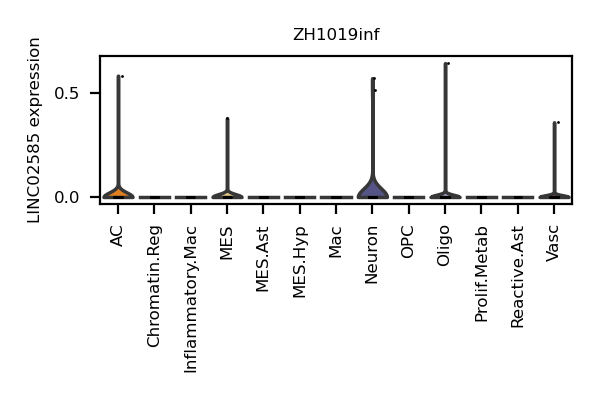 ZH1019inf
LINC02585 expression
0.5
0.0
AC
Chromatin.Reg
Inflammatory.Mac
MES
MES.Ast
MES.Hyp
Mac
Neuron
OPC
Oligo
Prolif.Metab
Reactive.Ast
Vasc